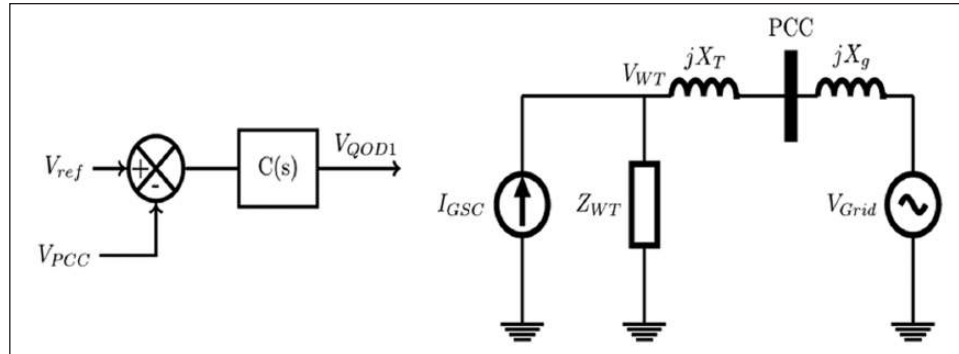 V_ref
+
-
C(s)
V_QOD1
V_PCC
I_GSC
V_WT
Z_WT
jX_T
PCC
jX_g
V_Grid